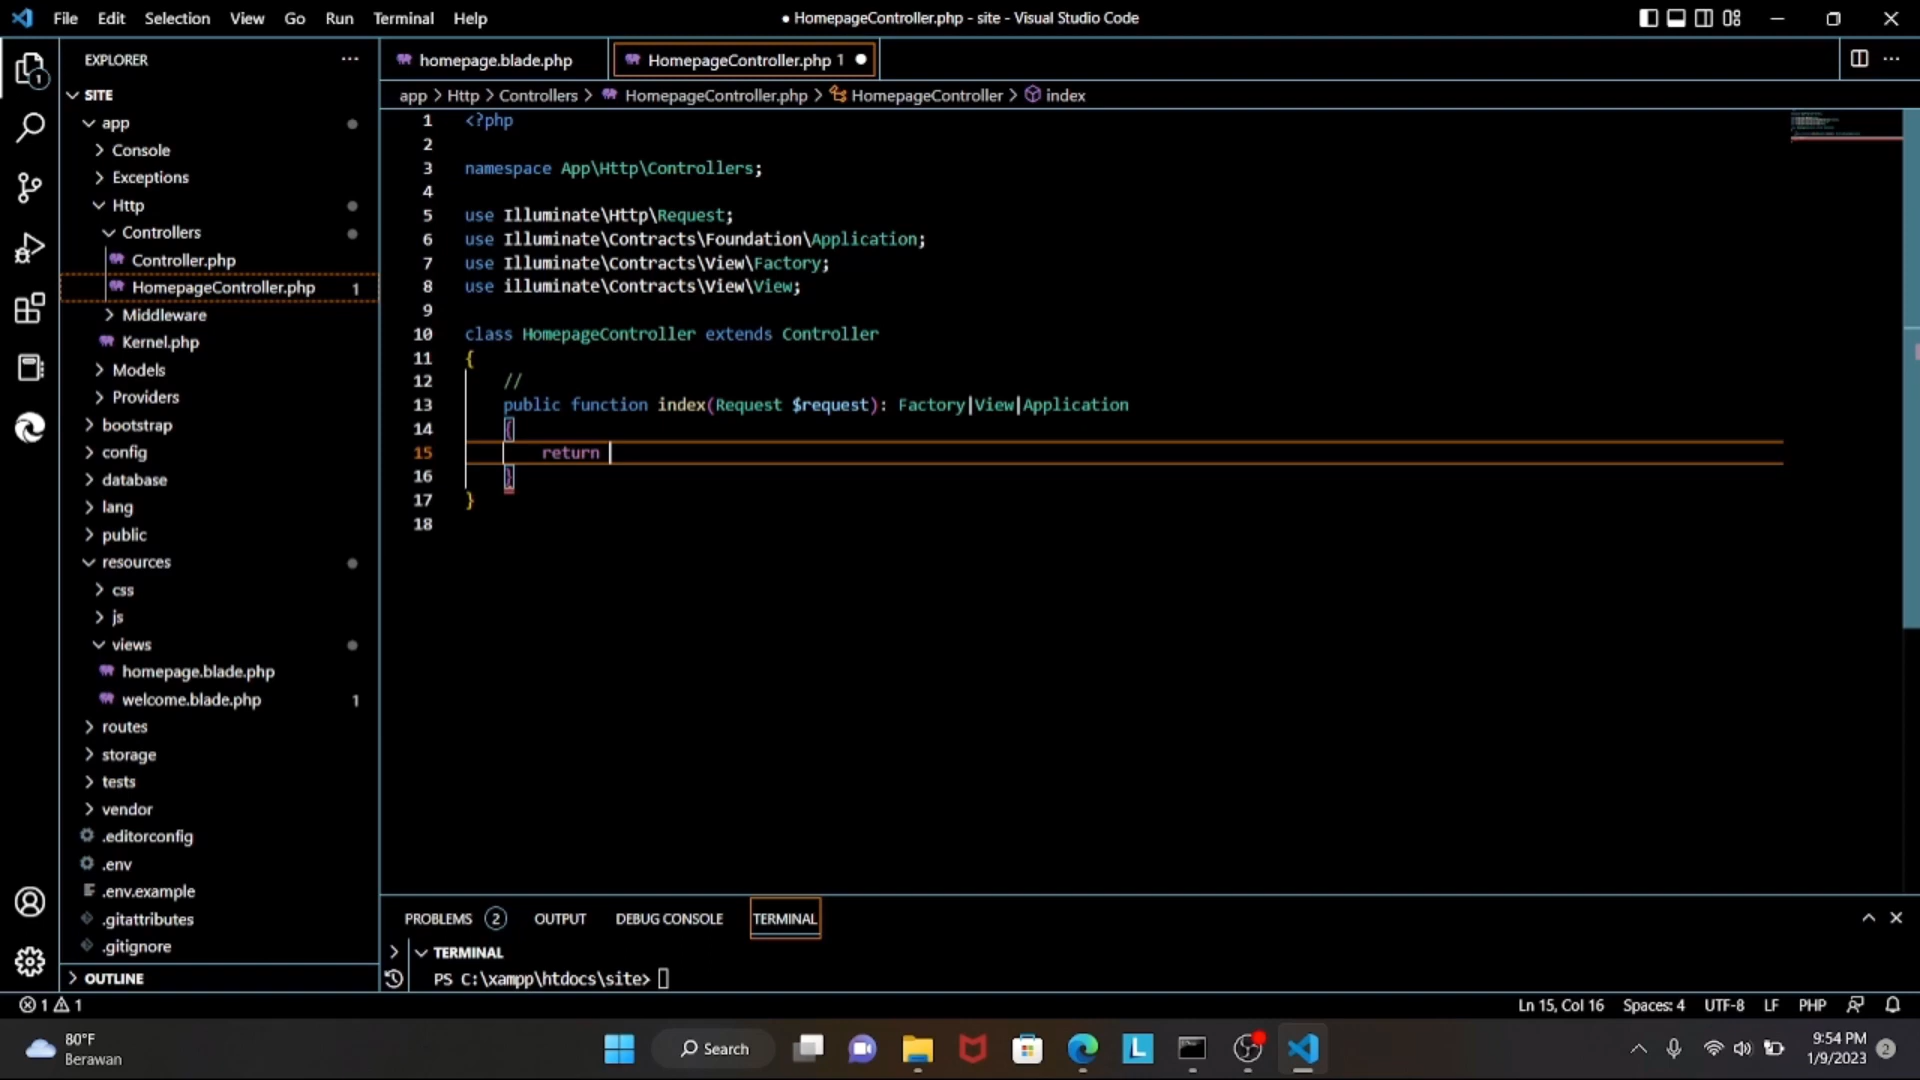 File Edit Selection View Go Run Terminal Help
● HomepageController.php - site - Visual Studio Code
EXPLORER
SITE
app
Console
Exceptions
Http
Controllers
Controller.php
HomepageController.php 1
Middleware
Kernel.php
Models
Providers
bootstrap
config
database
lang
public
resources
css
js
views
homepage.blade.php
welcome.blade.php 1
routes
storage
tests
vendor
.editorconfig
.env
.env.example
.gitattributes
.gitignore
OUTLINE
1
homepage.blade.php
HomepageController.php 1
app > Http > Controllers > HomepageController.php > HomepageController > index
1 <?php
2
3 namespace App\Http\Controllers;
4
5 use Illuminate\Http\Request;
6 use Illuminate\Contracts\Foundation\Application;
7 use Illuminate\Contracts\View\Factory;
8 use illuminate\Contracts\View\View;
9
10 class HomepageController extends Controller
11 {
12 //
13 public function index(Request $request): Factory|View|Application
14 {
15 return
16 }
17 }
18
PROBLEMS 2 OUTPUT DEBUG CONSOLE TERMINAL
TERMINAL
PS C:\xampp\htdocs\site>
1 1
Ln 15, Col 16 Spaces: 4 UTF-8 LF PHP
80°F
Berawan
Search
L
9:54 PM
1/9/2023
2